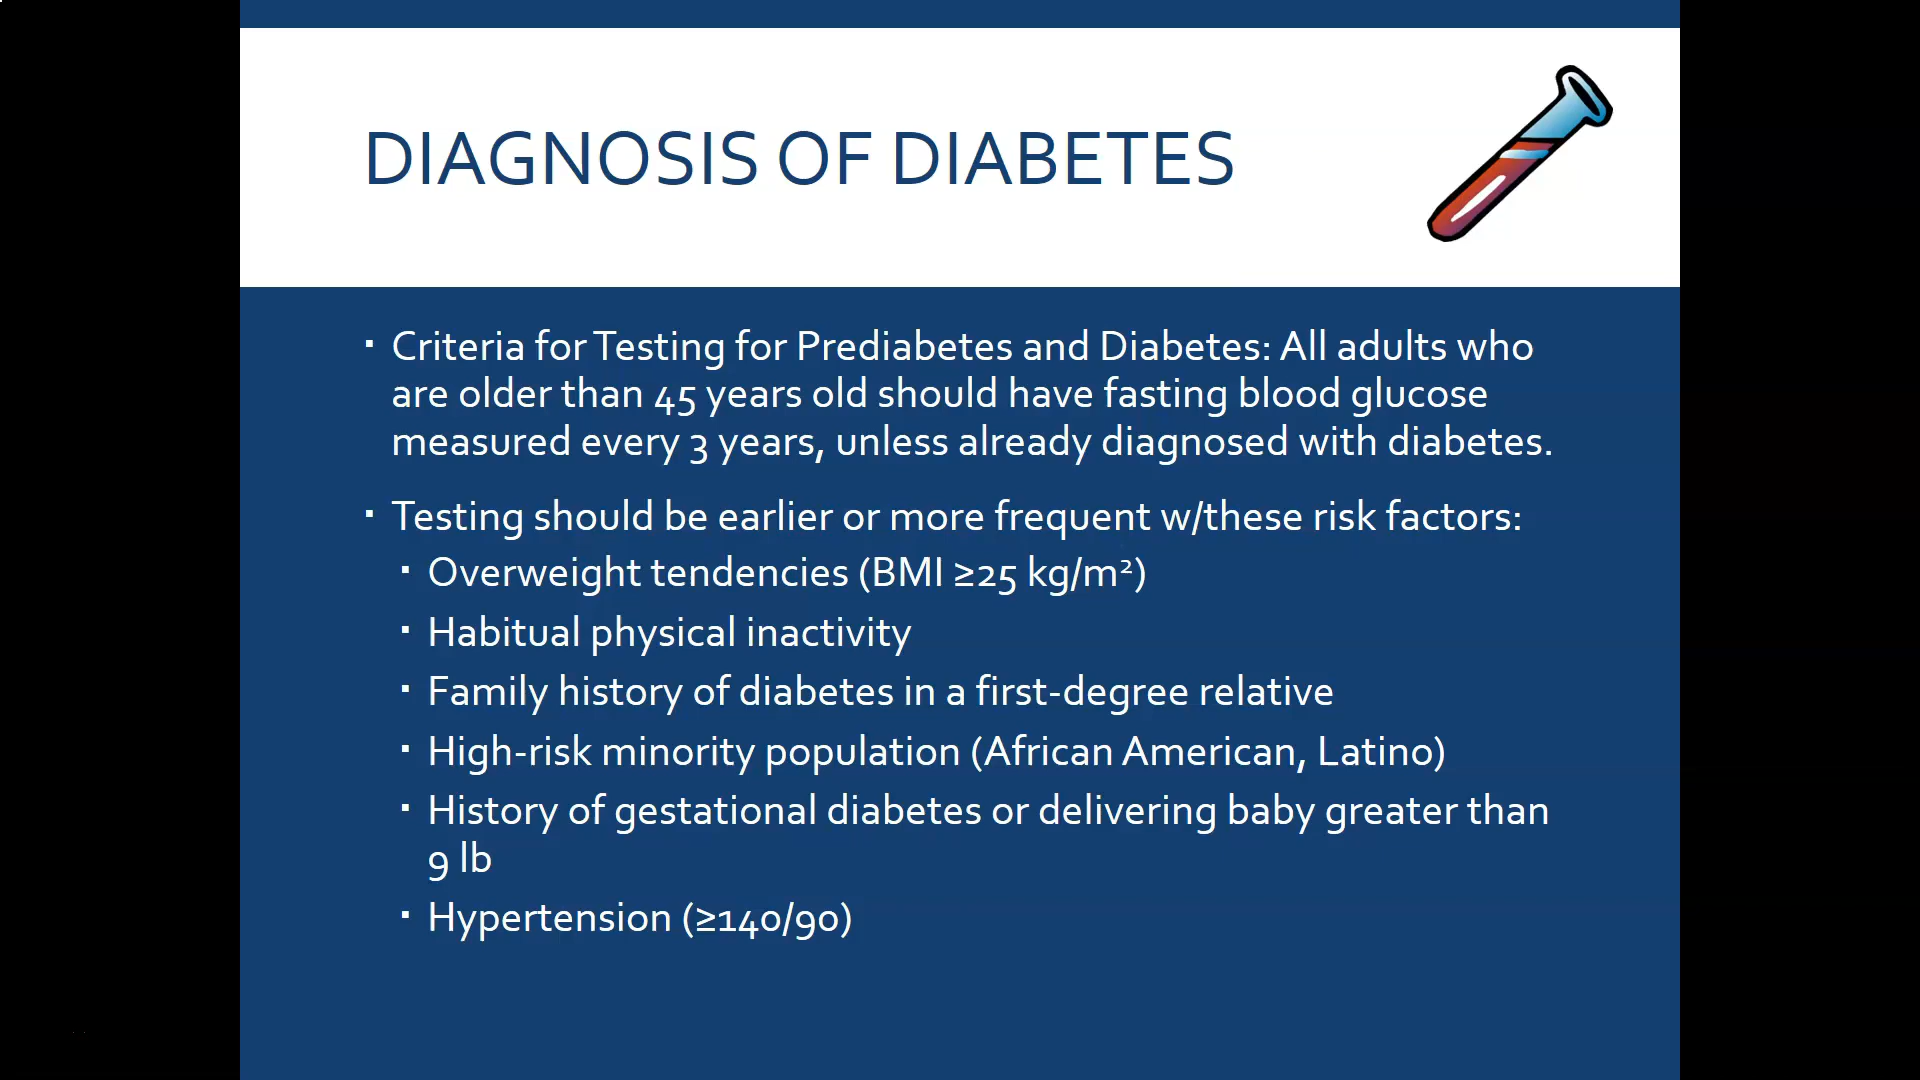 DIAGNOSIS OF DIABETES
▪ Criteria for Testing for Prediabetes and Diabetes: All adults who
are older than 45 years old should have fasting blood glucose
measured every 3 years, unless already diagnosed with diabetes.
▪ Testing should be earlier or more frequent w/these risk factors:
▪ Overweight tendencies (BMI ≥25 kg/m²)
▪ Habitual physical inactivity
▪ Family history of diabetes in a first-degree relative
▪ High-risk minority population (African American, Latino)
▪ History of gestational diabetes or delivering baby greater than
9 lb
▪ Hypertension (≥140/90)